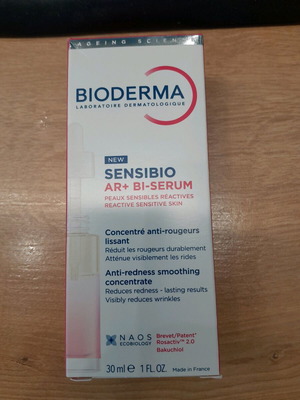 AGEING SCIENCE
BIODERMA
LABORATOIRE DERMATOLOGIQUE
NEW
SENSIBIO
AR+ BI-SERUM
PEAUX SENSIBLES RÉACTIVES
REACTIVE SENSITIVE SKIN
Concentré anti-rougeurs
lissant
Réduit les rougeurs durablement
Atténue visiblement les rides
Anti-redness smoothing
concentrate
Reduces redness - lasting results
Visibly reduces wrinkles
NAOS
ECOBIOLOGY
Brevet/Patent*
Rosactiv™ 2.0
Bakuchiol
30 ml e 1 FL. OZ.
Made in France